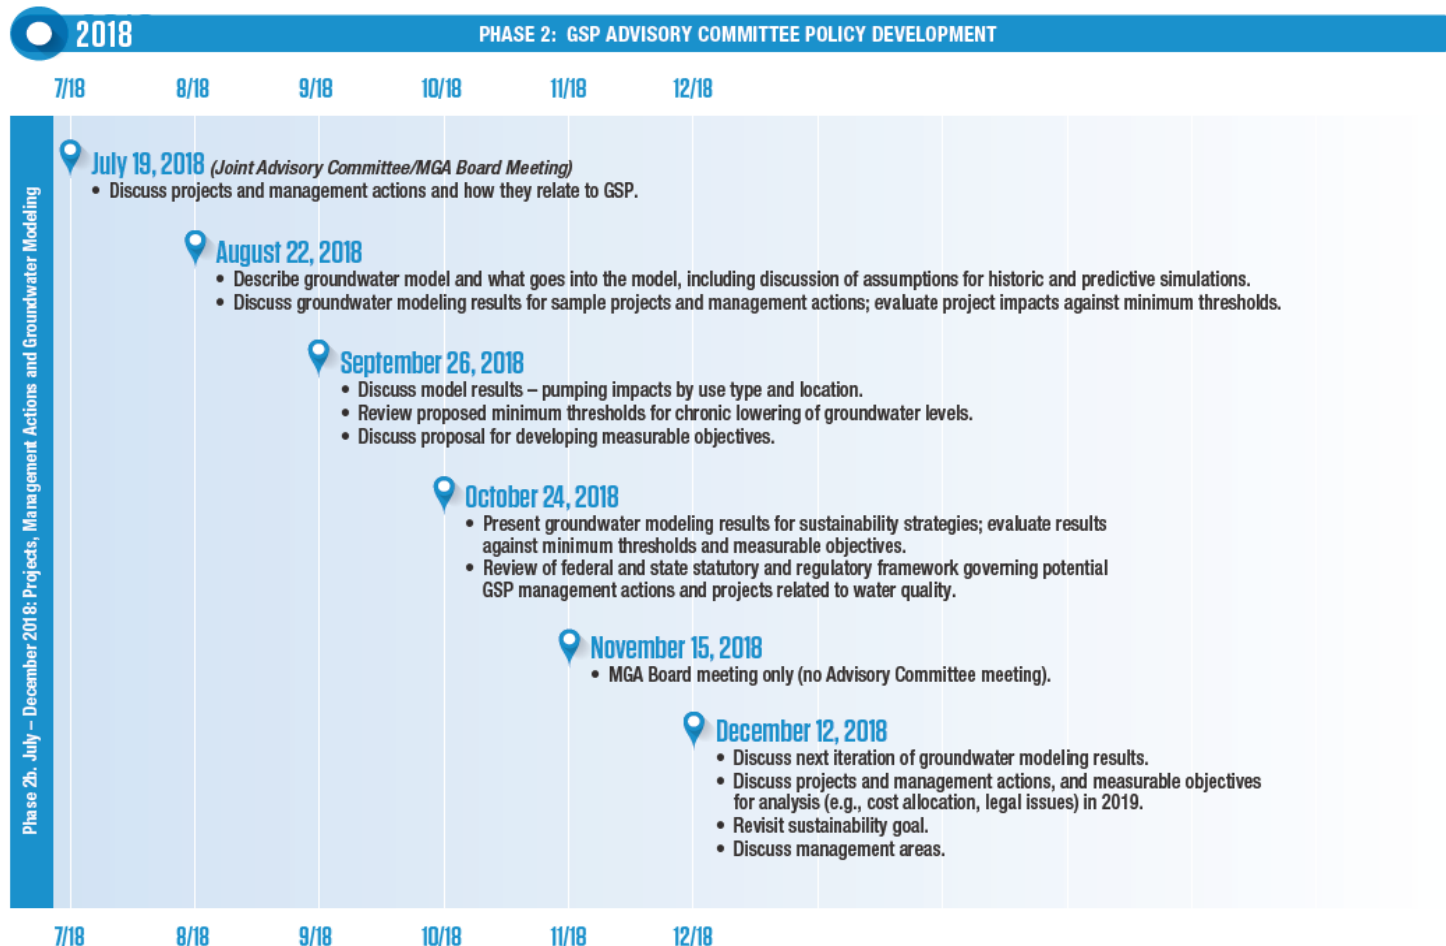 2018
PHASE 2: GSP ADVISORY COMMITTEE POLICY DEVELOPMENT
7/18 8/18 9/18 10/18 11/18 12/18
Phase 2b. July – December 2018: Projects, Management Actions and Groundwater Modeling
July 19, 2018 (Joint Advisory Committee/MGA Board Meeting)
• Discuss projects and management actions and how they relate to GSP.
August 22, 2018
• Describe groundwater model and what goes into the model, including discussion of assumptions for historic and predictive simulations.
• Discuss groundwater modeling results for sample projects and management actions; evaluate project impacts against minimum thresholds.
September 26, 2018
• Discuss model results – pumping impacts by use type and location.
• Review proposed minimum thresholds for chronic lowering of groundwater levels.
• Discuss proposal for developing measurable objectives.
October 24, 2018
• Present groundwater modeling results for sustainability strategies; evaluate results
against minimum thresholds and measurable objectives.
• Review of federal and state statutory and regulatory framework governing potential
GSP management actions and projects related to water quality.
November 15, 2018
• MGA Board meeting only (no Advisory Committee meeting).
December 12, 2018
• Discuss next iteration of groundwater modeling results.
• Discuss projects and management actions, and measurable objectives
for analysis (e.g., cost allocation, legal issues) in 2019.
• Revisit sustainability goal.
• Discuss management areas.
7/18 8/18 9/18 10/18 11/18 12/18